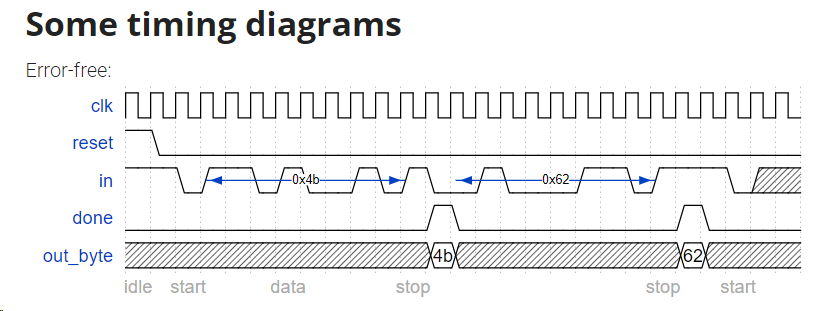 Some timing diagrams
Error-free:
clk
reset
in 0x4b 0x62
done
out_byte 4b 62
idle start data stop stop start